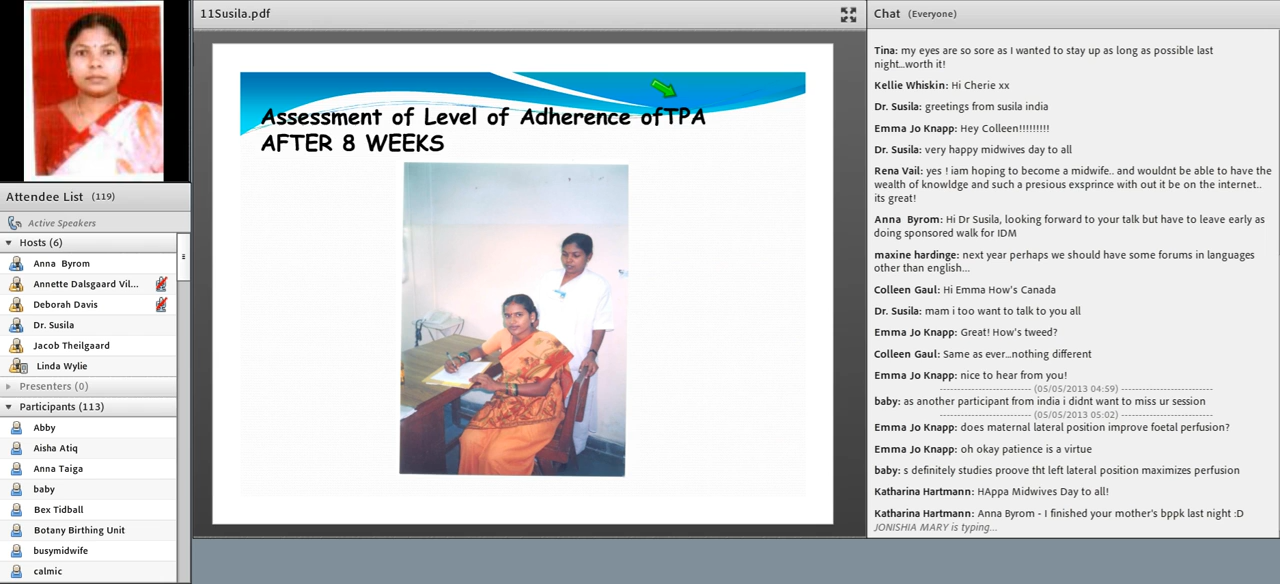 11Susila.pdf
Assessment of Level of Adherence ofTPA
AFTER 8 WEEKS
Attendee List (119)
Active Speakers
Hosts (6)
Anna Byrom
Annette Dalsgaard Vil...
Deborah Davis
Dr. Susila
Jacob Theilgaard
Linda Wylie
Presenters (0)
Participants (113)
Abby
Aisha Atiq
Anna Taiga
baby
Bex Tidball
Botany Birthing Unit
busymidwife
calmic
Chat (Everyone)
Tina: my eyes are so sore as I wanted to stay up as long as possible last
night...worth it!
Kellie Whiskin: Hi Cherie xx
Dr. Susila: greetings from susila india
Emma Jo Knapp: Hey Colleen!!!!!!!!!
Dr. Susila: very happy midwives day to all
Rena Vail: yes ! iam hoping to become a midwife.. and wouldnt be able to have the
wealth of knowldge and such a presious exsprince with out it be on the internet..
its great!
Anna Byrom: Hi Dr Susila, looking forward to your talk but have to leave early as
doing sponsored walk for IDM
maxine hardinge: next year perhaps we should have some forums in languages
other than english...
Colleen Gaul: Hi Emma How's Canada
Dr. Susila: mam i too want to talk to you all
Emma Jo Knapp: Great! How's tweed?
Colleen Gaul: Same as ever...nothing different
Emma Jo Knapp: nice to hear from you!
------------------------- (05/05/2013 04:59) -------------------------
baby: as another participant from india i didnt want to miss ur session
------------------------- (05/05/2013 05:02) -------------------------
Emma Jo Knapp: does maternal lateral position improve foetal perfusion?
Emma Jo Knapp: oh okay patience is a virtue
baby: s definitely studies proove tht left lateral position maximizes perfusion
Katharina Hartmann: HAppa Midwives Day to all!
Katharina Hartmann: Anna Byrom - I finished your mother's bppk last night :D
JONISHIA MARY is typing...